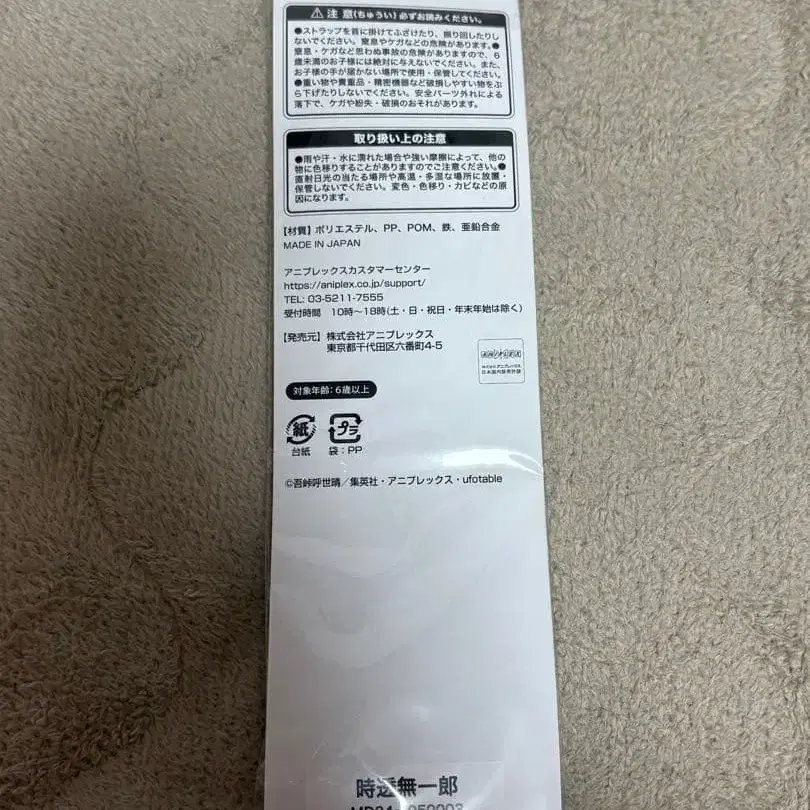 注 意(ちゅうい) 必ずお読みください。
●ストラップを首に掛けてふざけたり、振り回したりし
ないでください。窒息やケガなどの危険があります。●
窒息・ケガなど思わぬ事故の危険がありますので、6
歳未満のお子様には絶対に与えないでください。また、
お子様の手が届かない場所で使用・保管してください。
●重い物や貴重品・精密機器など破損しやすい物をぶ
ら下げたりしないでください。安全パーツ外れによる
落下で、ケガや紛失・破損のおそれがあります。
取り扱い上の注意
●雨や汗・水に濡れた場合や強い摩擦によって、他の
物に色移りすることがありますのでご注意ください。●
直射日光の当たる場所や高温・多湿な場所に放置・
保管しないでください。変色・色移り・カビなどの原
因になります。
【材質】ポリエステル、PP、POM、鉄、亜鉛合金
MADE IN JAPAN
アニプレックスカスタマーセンター
https://aniplex.co.jp/support/
TEL: 03-5211-7555
受付時間 10時〜18時(土・日・祝日・年末年始は除く)
【発売元】株式会社アニプレックス
東京都千代田区六番町4-5
株式会社アニプレックス
日本国内販売許諾
対象年齢：6歳以上
紙 プラ
台紙 袋：PP
©吾峠呼世晴／集英社・アニプレックス・ufotable
時透無一郎